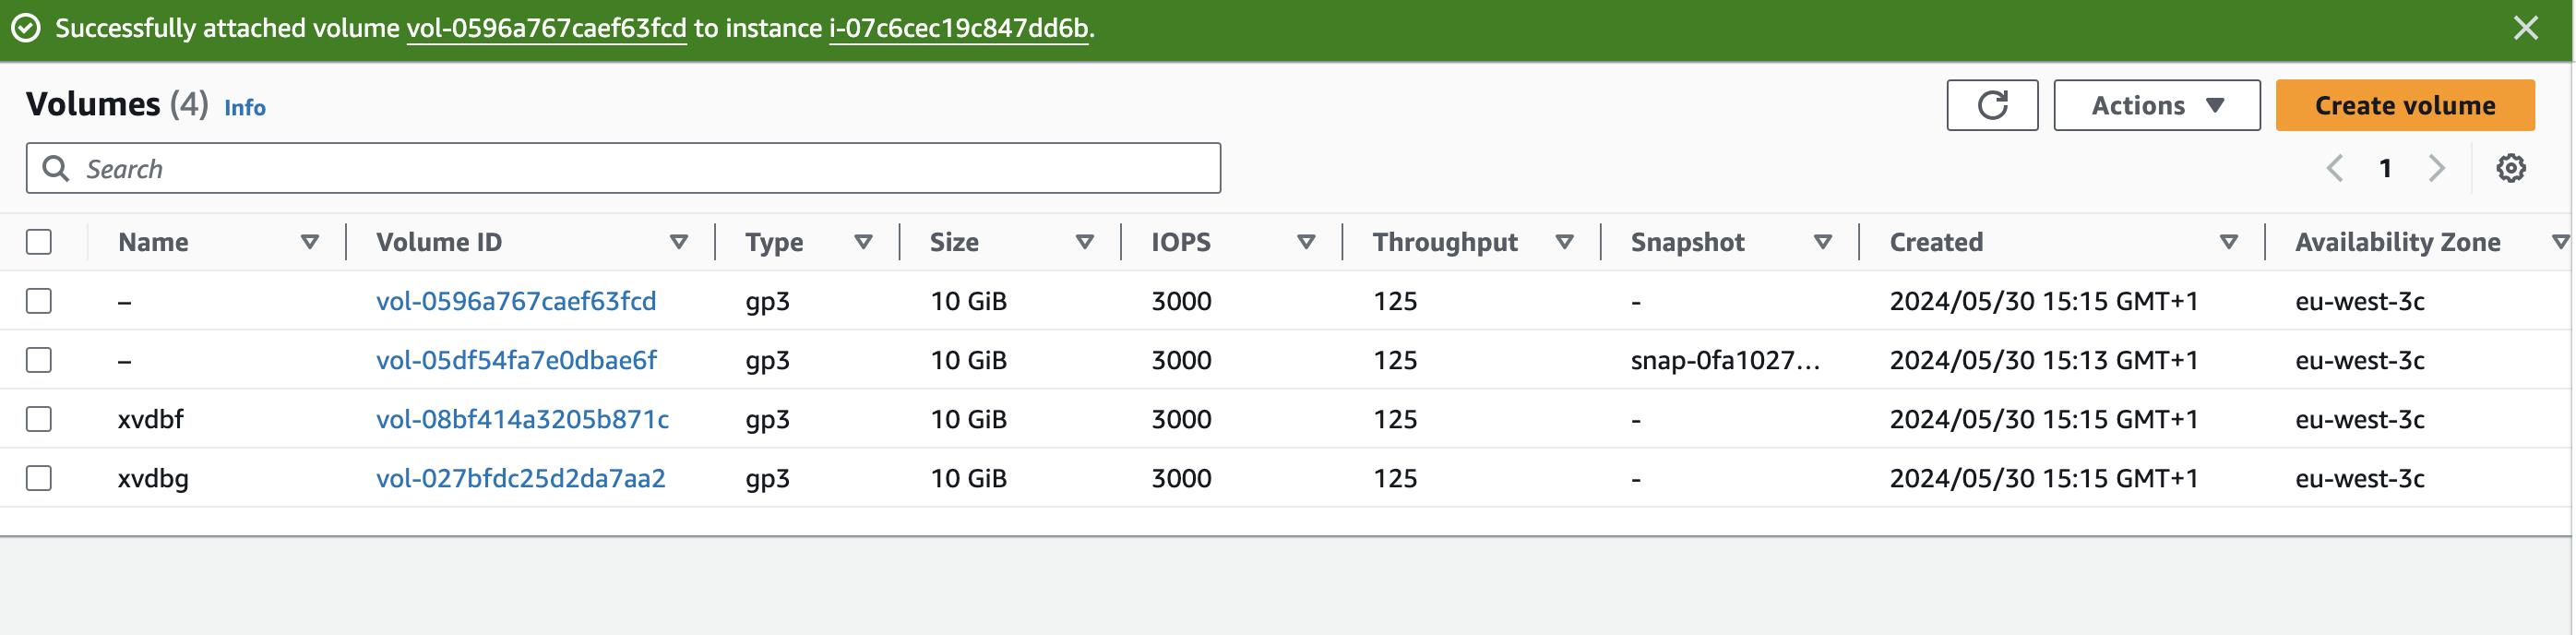 Successfully attached volume vol-0596a767caef63fcd to instance i-07c6cec19c847dd6b.
Volumes (4) Info
Actions
Create volume
Search
1
Name Volume ID Type Size IOPS Throughput Snapshot Created Availability Zone
– vol-0596a767caef63fcd gp3 10 GiB 3000 125 - 2024/05/30 15:15 GMT+1 eu-west-3c
– vol-05df54fa7e0dbae6f gp3 10 GiB 3000 125 snap-0fa1027... 2024/05/30 15:13 GMT+1 eu-west-3c
xvdbf vol-08bf414a3205b871c gp3 10 GiB 3000 125 - 2024/05/30 15:15 GMT+1 eu-west-3c
xvdbg vol-027bfdc25d2da7aa2 gp3 10 GiB 3000 125 - 2024/05/30 15:15 GMT+1 eu-west-3c